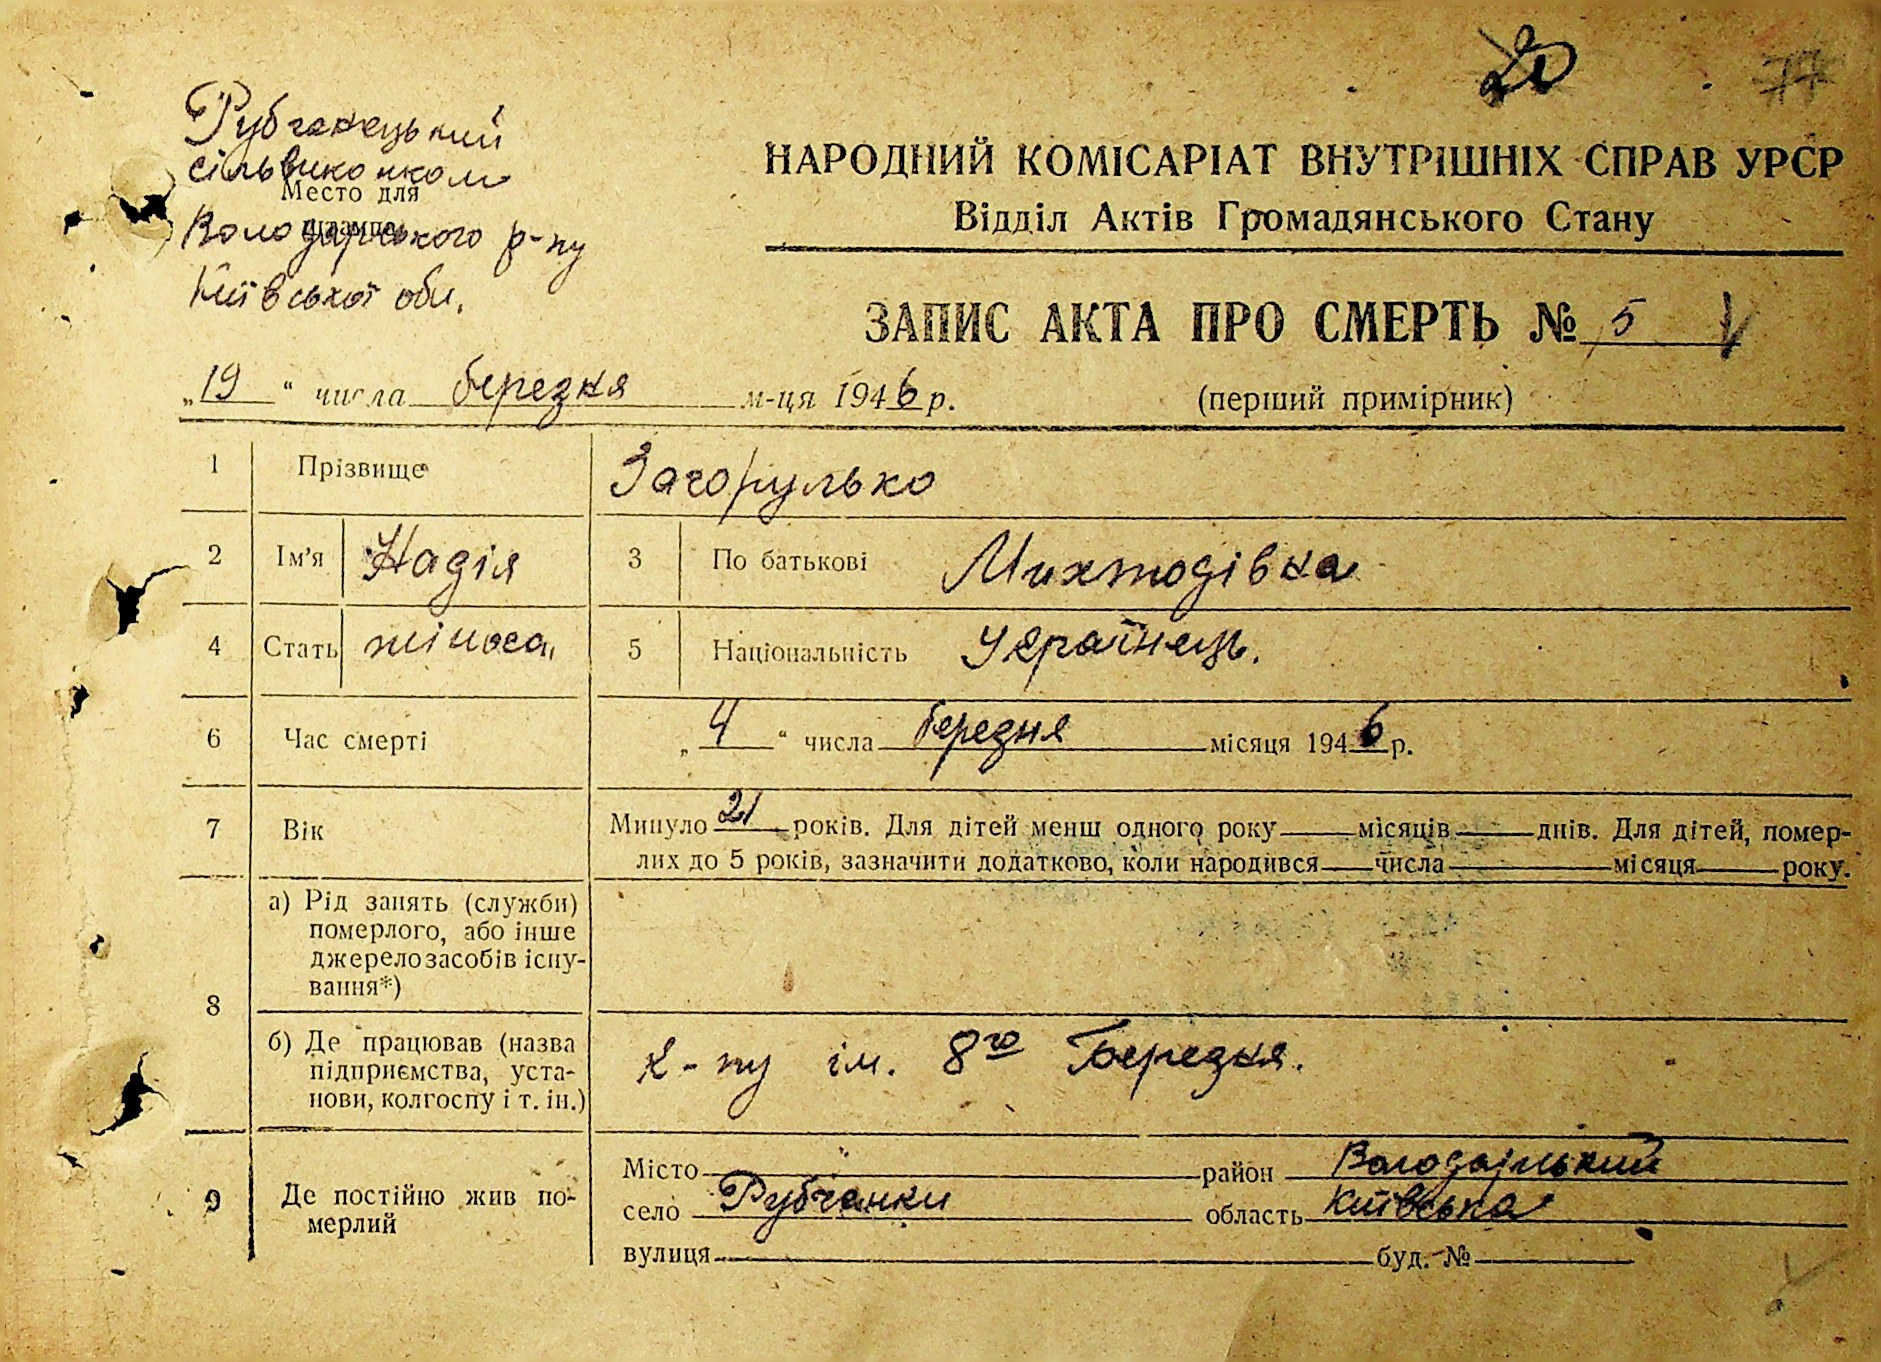 20 77
Рубченецький
сільвиконком
Место для
штампа
Володарського р-ну
Київської обл.
НАРОДНИЙ КОМІСАРІАТ ВНУТРІШНІХ СПРАВ УРСР
Відділ Актів Громадянського Стану
ЗАПИС АКТА ПРО СМЕРТЬ № 5
„19“ числа березня м-ця 1946 р. (перший примірник)
1 Прізвище Загорулько
2 Ім'я Надія 3 По батькові
4 Стать 5 Національність Українець.
6 Час смерті „4“ числа березня місяця 1946 р.
7 Вік Минуло 21 років. Для дітей менш одного року місяців днів. Для дітей, помер-
лих до 5 років, зазначити додатково, коли народився числа місяця року.
8 а) Рід занять (служби)
померлого, або інше
джерело засобів існу-
вання*)
б) Де працював (назва
підприємства, уста-
нови, колгоспу і т. ін.)
к-пу ім. 8го Березня.
9 Де постійно жив по-
мерлий
Місто район Володарський
село Рубченки область Київська
вулиця буд. №